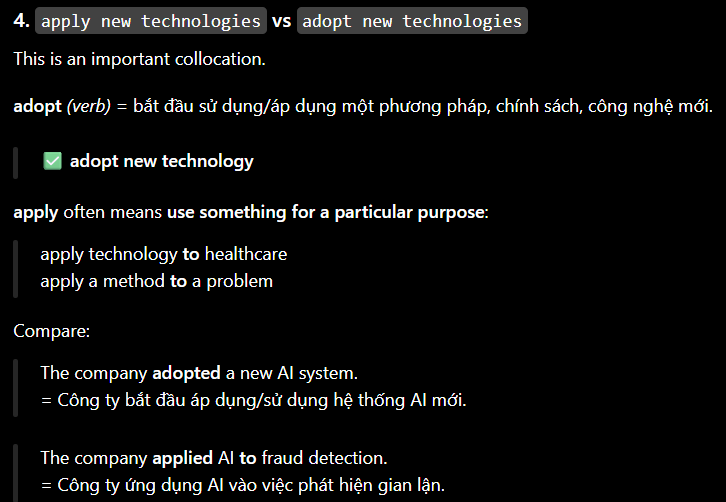 4. apply new technologies vs adopt new technologies
This is an important collocation.
adopt (verb) = bắt đầu sử dụng/áp dụng một phương pháp, chính sách, công nghệ mới.
✅ adopt new technology
apply often means use something for a particular purpose:
apply technology to healthcare
apply a method to a problem
Compare:
The company adopted a new AI system.
= Công ty bắt đầu áp dụng/sử dụng hệ thống AI mới.
The company applied AI to fraud detection.
= Công ty ứng dụng AI vào việc phát hiện gian lận.